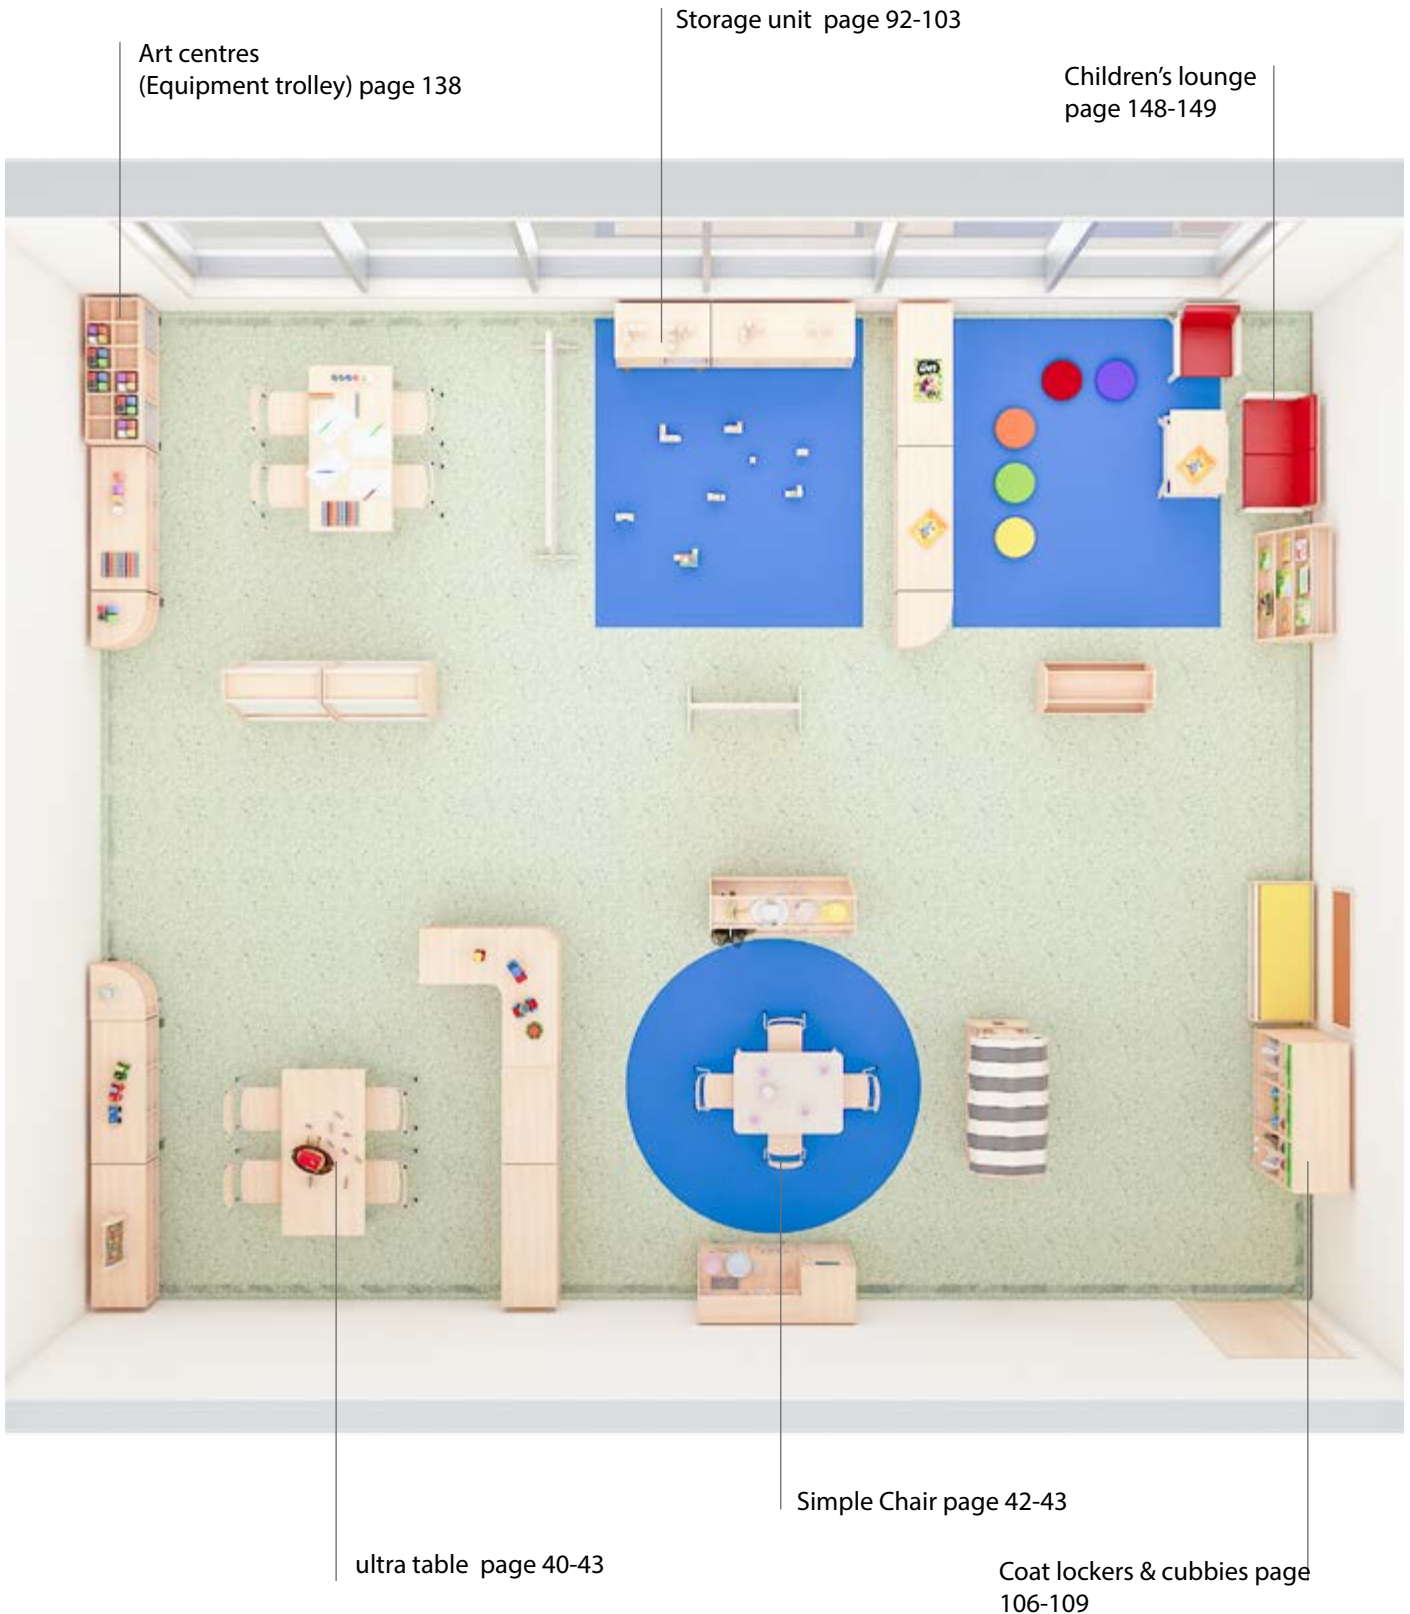 Storage unit  page 92-103
Art centres
(Equipment trolley) page 138
Children’s lounge
page 148-149
Simple Chair page 42-43
ultra table  page 40-43
Coat lockers & cubbies page
106-109